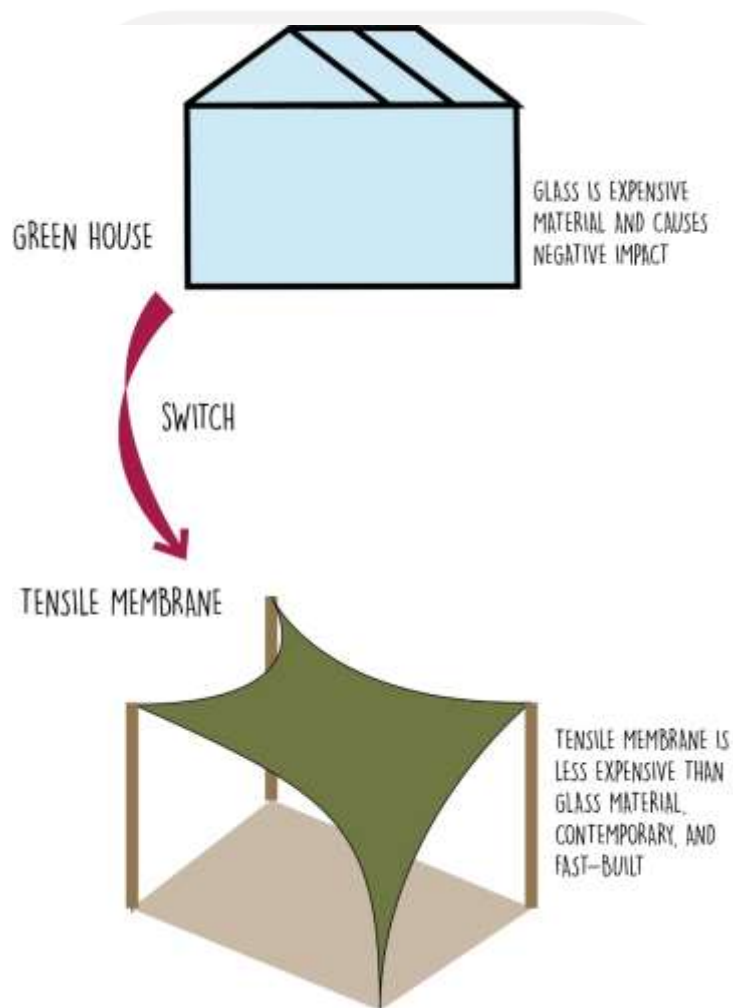 GLASS IS EXPENSIVE
MATERIAL AND CAUSES
NEGATIVE IMPACT
GREEN HOUSE
SWITCH
TENSILE MEMBRANE
TENSILE MEMBRANE IS
LESS EXPENSIVE THAN
GLASS MATERIAL,
CONTEMPORARY, AND
FAST-BUILT